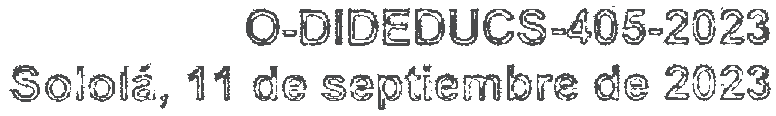 O-DIDEDUCS-405-2023
Sololá, 11 de septiembre de 2023